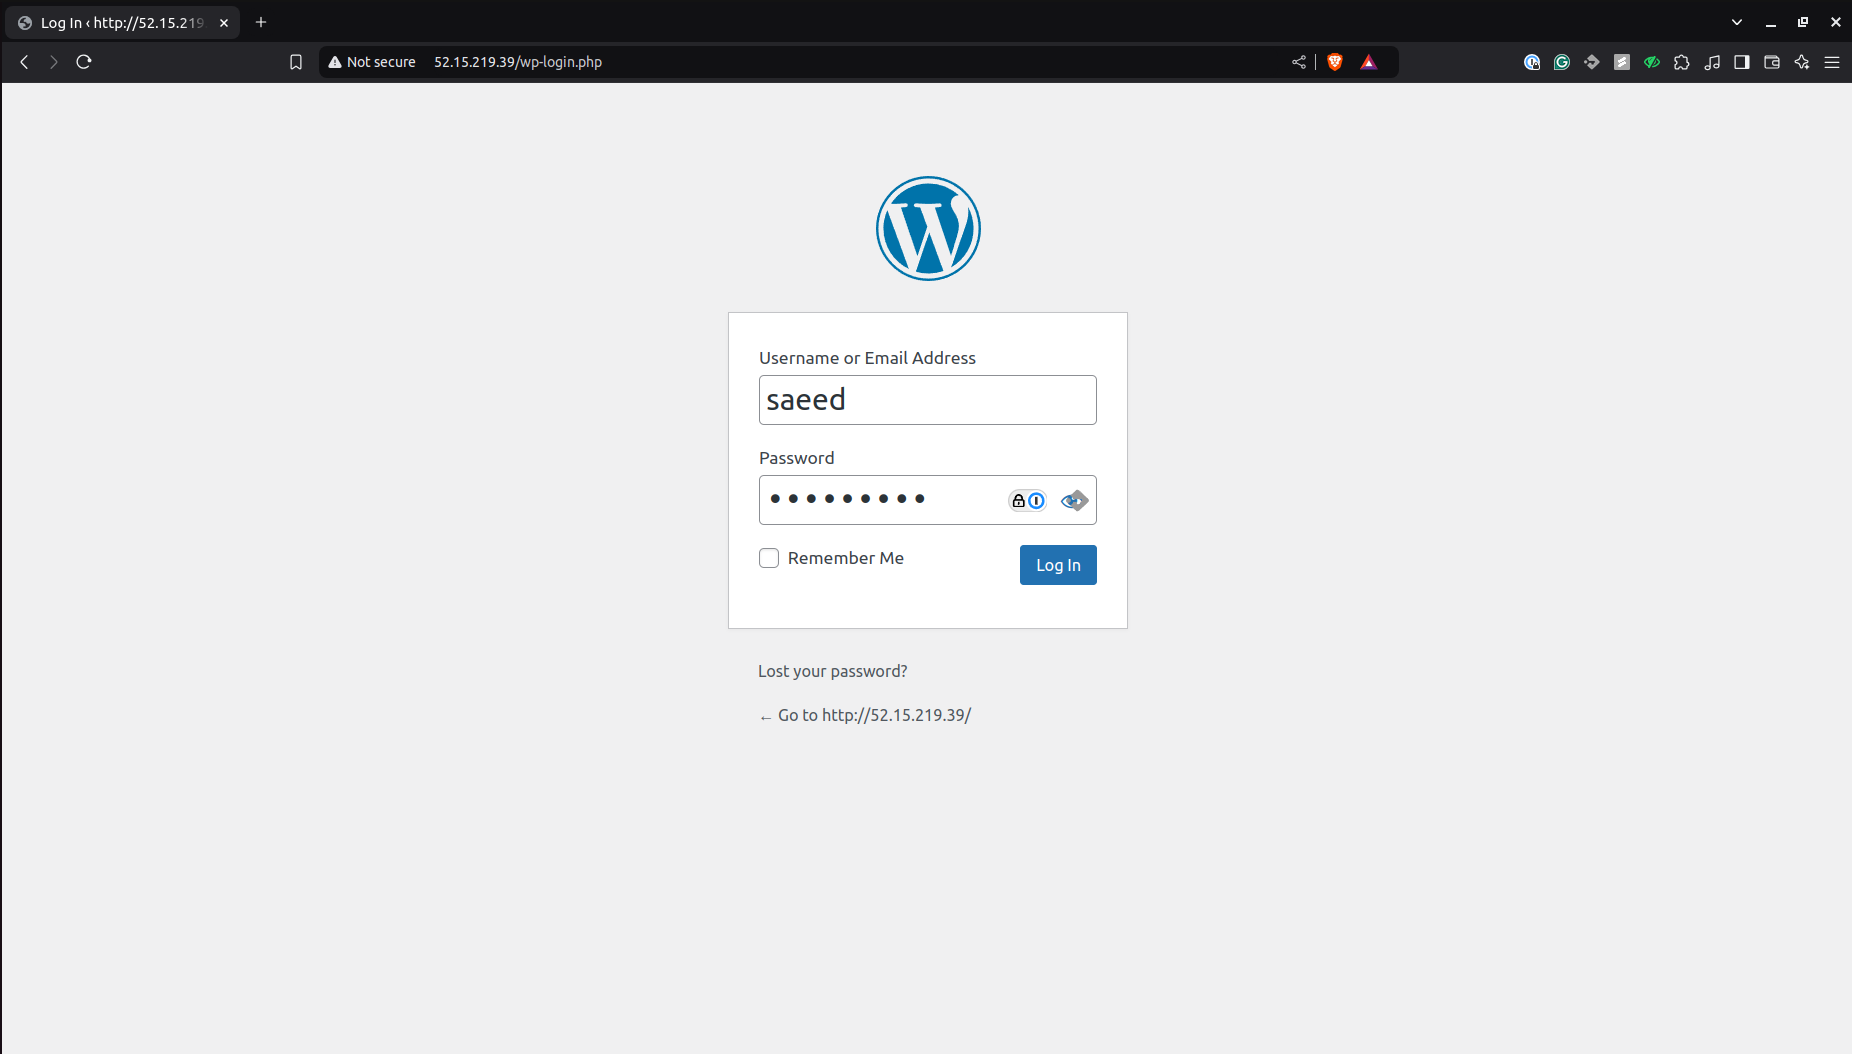 Log In ‹ http://52.15.219
Not secure 52.15.219.39/wp-login.php
Username or Email Address
saeed
Password
•••••••••
Remember Me
Log In
Lost your password?
← Go to http://52.15.219.39/